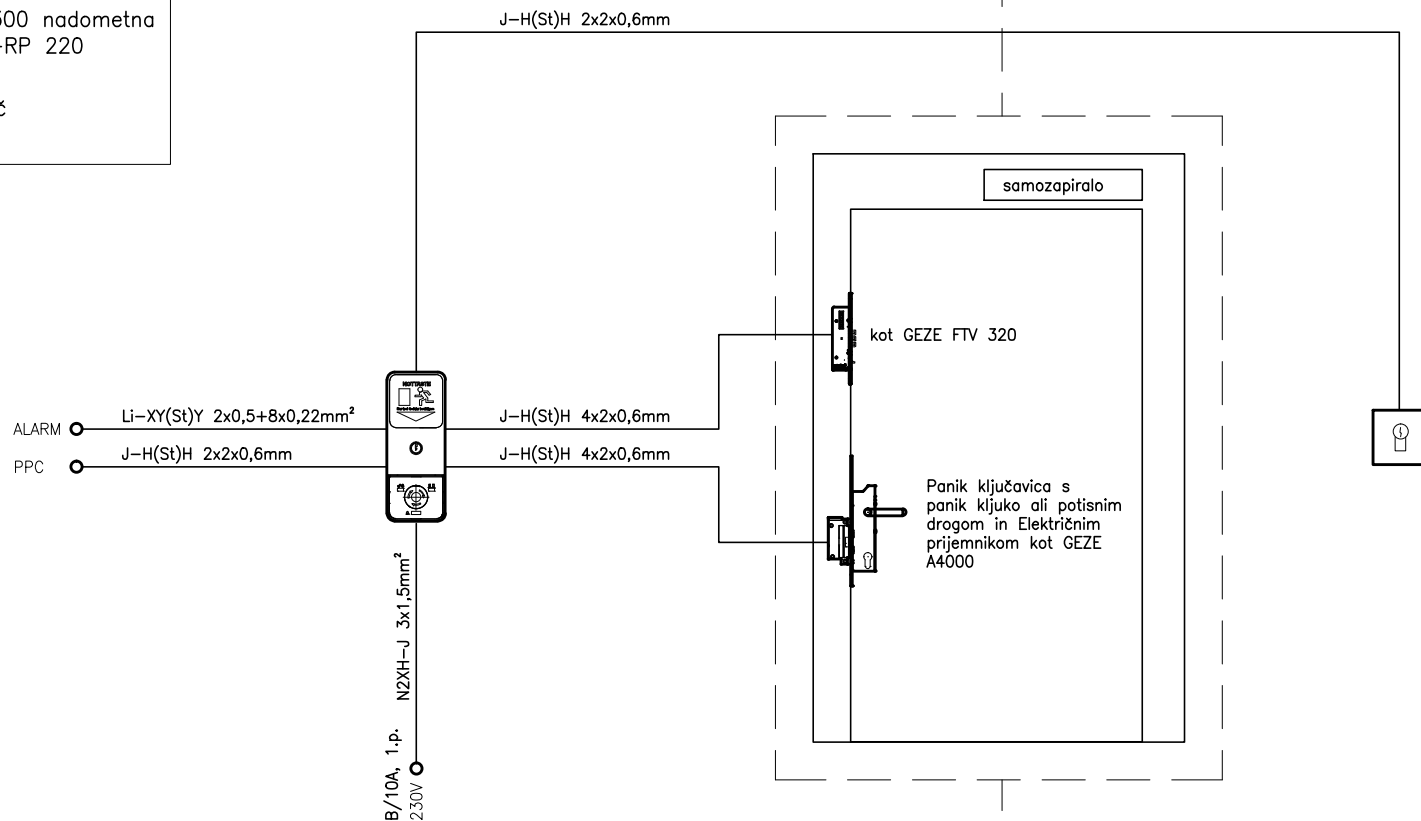 500 nadometna
-RP 220
č
J-H(St)H 2x2x0,6mm
samozapiralo
kot GEZE FTV 320
ALARM
Li-XY(St)Y 2x0,5+8x0,22mm²
J-H(St)H 4x2x0,6mm
PPC
J-H(St)H 2x2x0,6mm
J-H(St)H 4x2x0,6mm
Panik ključavica s
panik kljuko ali potisnim
drogom in Električnim
prijemnikom kot GEZE
A4000
N2XH-J 3x1,5mm²
B/10A, 1.p.
230V